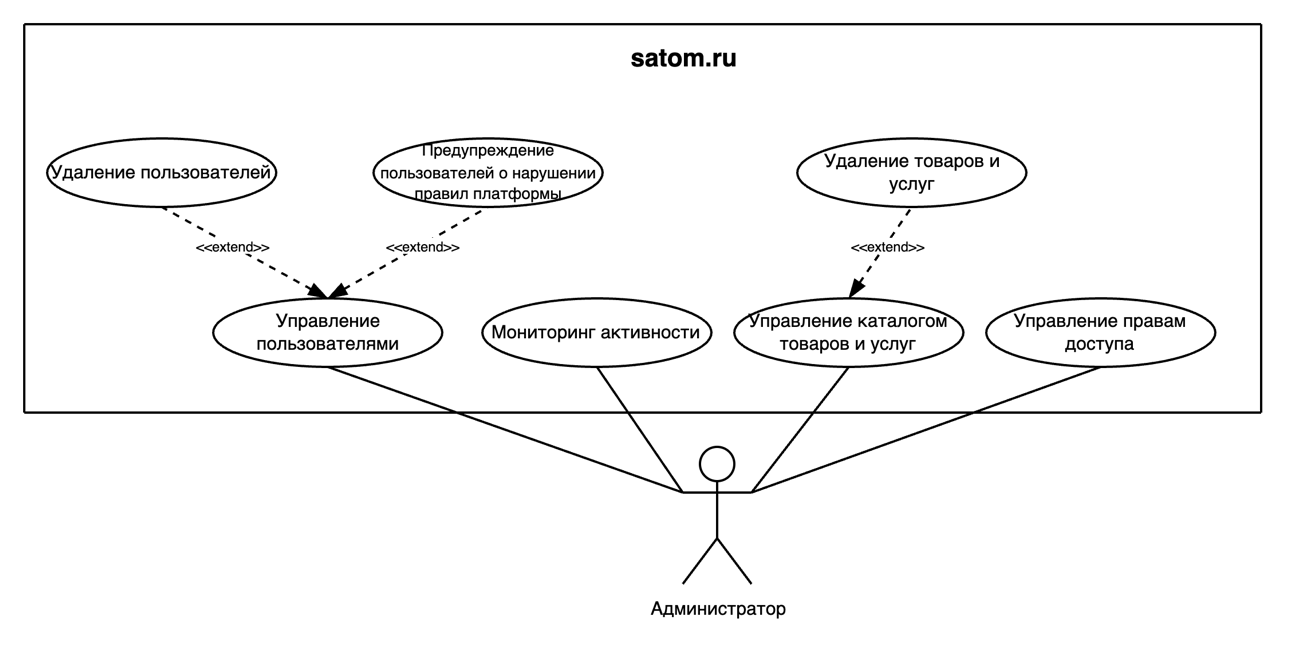 satom.ru
Удаление пользователей
Предупреждение
пользователей о нарушении
правил платформы
Удаление товаров и
услуг
<<extend>>
<<extend>>
<<extend>>
Управление
пользователями
Мониторинг активности
Управление каталогом
товаров и услуг
Управление правам
доступа
Администратор